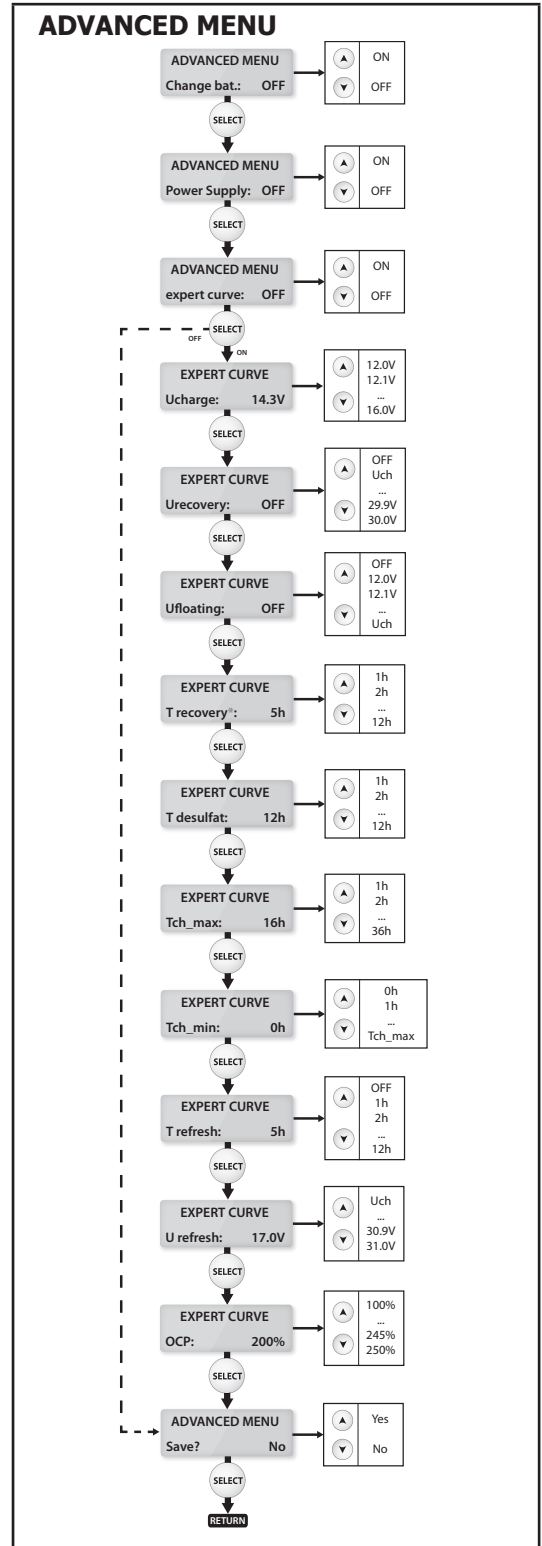 ADVANCED MENU
ADVANCED MENU
Change bat.: OFF
ON
OFF
SELECT
ADVANCED MENU
Power Supply: OFF
ON
OFF
SELECT
ADVANCED MENU
expert curve: OFF
ON
OFF
SELECT
OFF
ON
EXPERT CURVE
Ucharge: 14.3V
12.0V
12.1V
...
16.0V
SELECT
EXPERT CURVE
Urecovery: OFF
OFF
Uch
...
29.9V
30.0V
SELECT
EXPERT CURVE
Ufloating: OFF
OFF
12.0V
12.1V
...
Uch
SELECT
EXPERT CURVE
T recovery*: 5h
1h
2h
...
12h
SELECT
EXPERT CURVE
T desulfat: 12h
1h
2h
...
12h
SELECT
EXPERT CURVE
Tch_max: 16h
1h
2h
...
36h
SELECT
EXPERT CURVE
Tch_min: 0h
0h
1h
...
Tch_max
SELECT
EXPERT CURVE
T refresh: 5h
OFF
1h
2h
...
12h
SELECT
EXPERT CURVE
U refresh: 17.0V
Uch
...
30.9V
31.0V
SELECT
EXPERT CURVE
OCP: 200%
100%
...
245%
250%
SELECT
ADVANCED MENU
Save? No
Yes
No
SELECT
RETURN